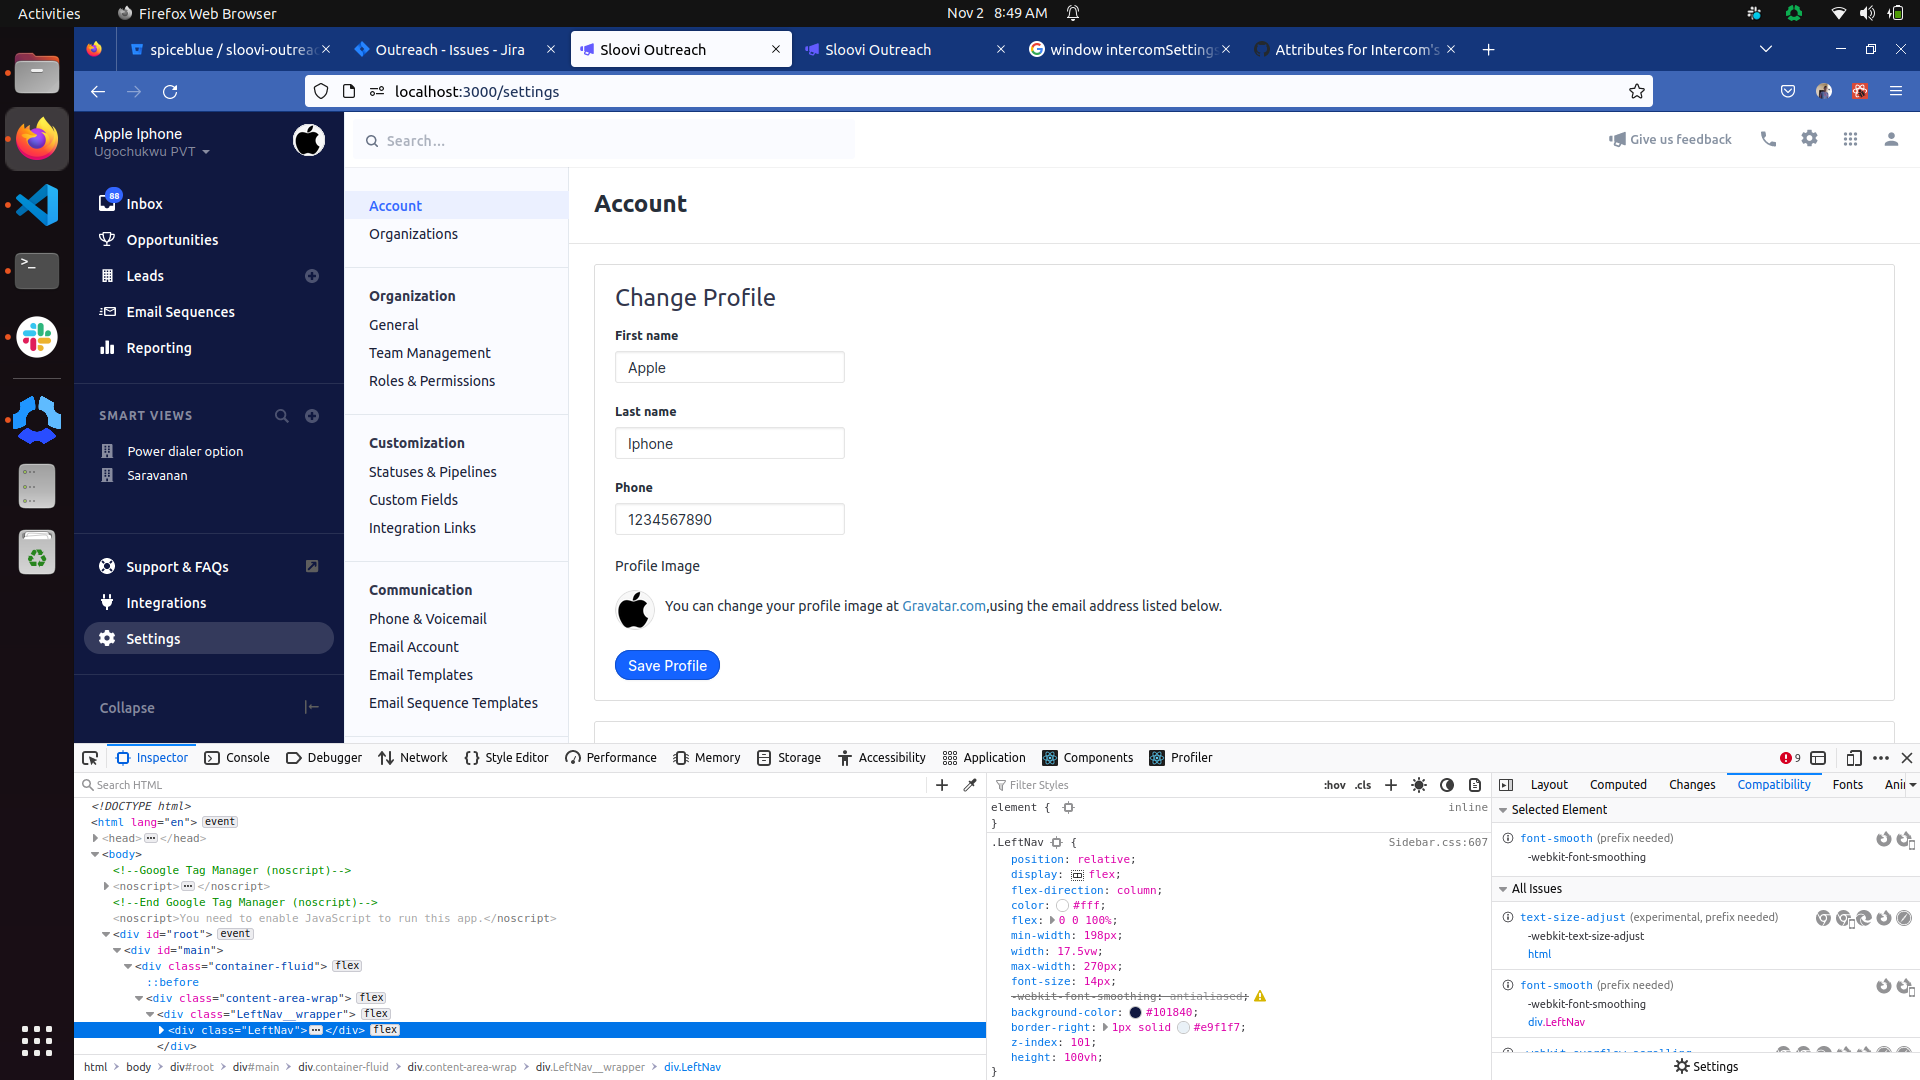 Activities
Firefox Web Browser
Nov 2 8:49 AM
spiceblue / sloovi-outreac
Outreach - Issues - Jira
Sloovi Outreach
Sloovi Outreach
window intercomSettings
Attributes for Intercom's
localhost:3000/settings
Apple Iphone
Ugochukwu PVT
88
Inbox
Opportunities
Leads
Email Sequences
Reporting
SMART VIEWS
Power dialer option
Saravanan
Support & FAQs
Integrations
Settings
Collapse
Search...
Give us feedback
Account
Organizations
Organization
General
Team Management
Roles & Permissions
Customization
Statuses & Pipelines
Custom Fields
Integration Links
Communication
Phone & Voicemail
Email Account
Email Templates
Email Sequence Templates
Account
Change Profile
First name
Apple
Last name
Iphone
Phone
1234567890
Profile Image
You can change your profile image at Gravatar.com,using the email address listed below.
Save Profile
Inspector Console Debugger Network Style Editor Performance Memory Storage Accessibility Application Components Profiler 9
Search HTML
<!DOCTYPE html>
<html lang="en"> event
<head> </head>
<body>
<!--Google Tag Manager (noscript)-->
<noscript> </noscript>
<!--End Google Tag Manager (noscript)-->
<noscript>You need to enable JavaScript to run this app.</noscript>
<div id="root"> event
<div id="main">
<div class="container-fluid"> flex
::before
<div class="content-area-wrap"> flex
<div class="LeftNav__wrapper"> flex
<div class="LeftNav"> </div> flex
</div>
html > body > div#root > div#main > div.container-fluid > div.content-area-wrap > div.LeftNav__wrapper > div.LeftNav
Filter Styles
:hov .cls
element { inline
}
.LeftNav { Sidebar.css:607
position: relative;
display: flex;
flex-direction: column;
color: #fff;
flex: 0 0 100%;
min-width: 198px;
width: 17.5vw;
max-width: 270px;
font-size: 14px;
-webkit-font-smoothing: antialiased;
background-color: #101840;
border-right: 1px solid #e9f1f7;
z-index: 101;
height: 100vh;
}
Layout Computed Changes Compatibility Fonts Ani
Selected Element
font-smooth (prefix needed)
-webkit-font-smoothing
All Issues
text-size-adjust (experimental, prefix needed)
-webkit-text-size-adjust
html
font-smooth (prefix needed)
-webkit-font-smoothing
div.LeftNav
Settings